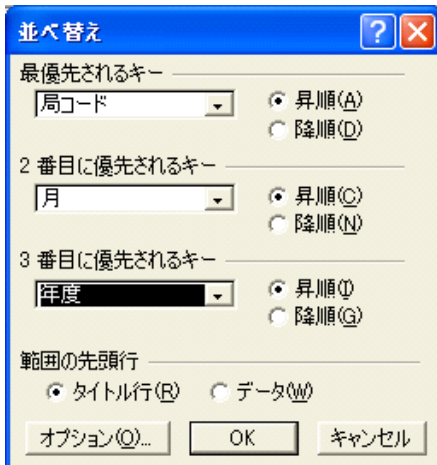 並べ替え
最優先されるキー
局コード
昇順(A)
降順(D)
2 番目に優先されるキー
月
昇順(C)
降順(N)
3 番目に優先されるキー
年度
昇順(I)
降順(G)
範囲の先頭行
タイトル行(R) データ(W)
オプション(O)... OK キャンセル